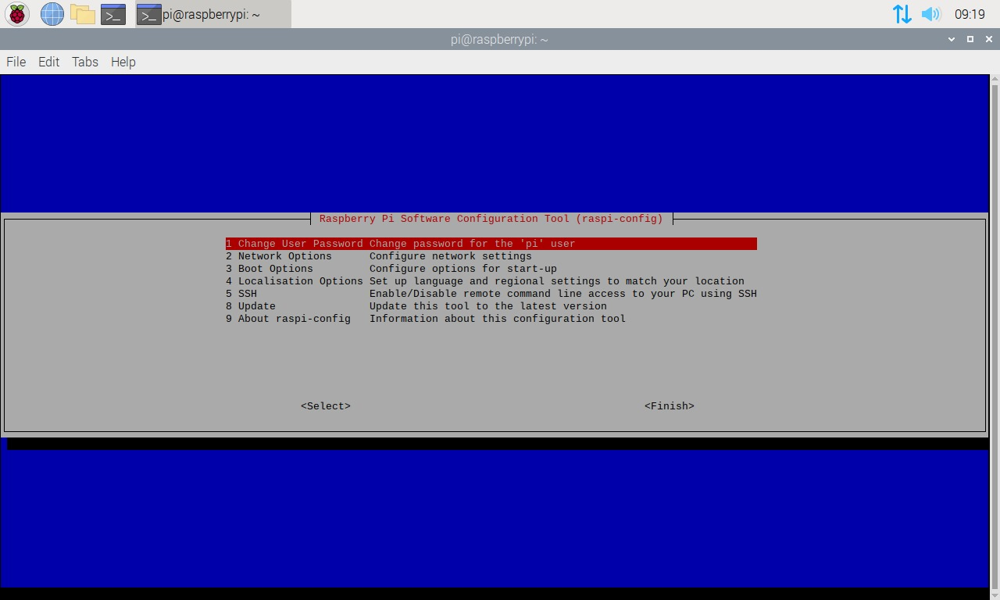 pi@raspberrypi: ~ 09:19
pi@raspberrypi: ~
File Edit Tabs Help
Raspberry Pi Software Configuration Tool (raspi-config)
1 Change User Password Change password for the 'pi' user
2 Network Options Configure network settings
3 Boot Options Configure options for start-up
4 Localisation Options Set up language and regional settings to match your location
5 SSH Enable/Disable remote command line access to your PC using SSH
8 Update Update this tool to the latest version
9 About raspi-config Information about this configuration tool
<Select> <Finish>